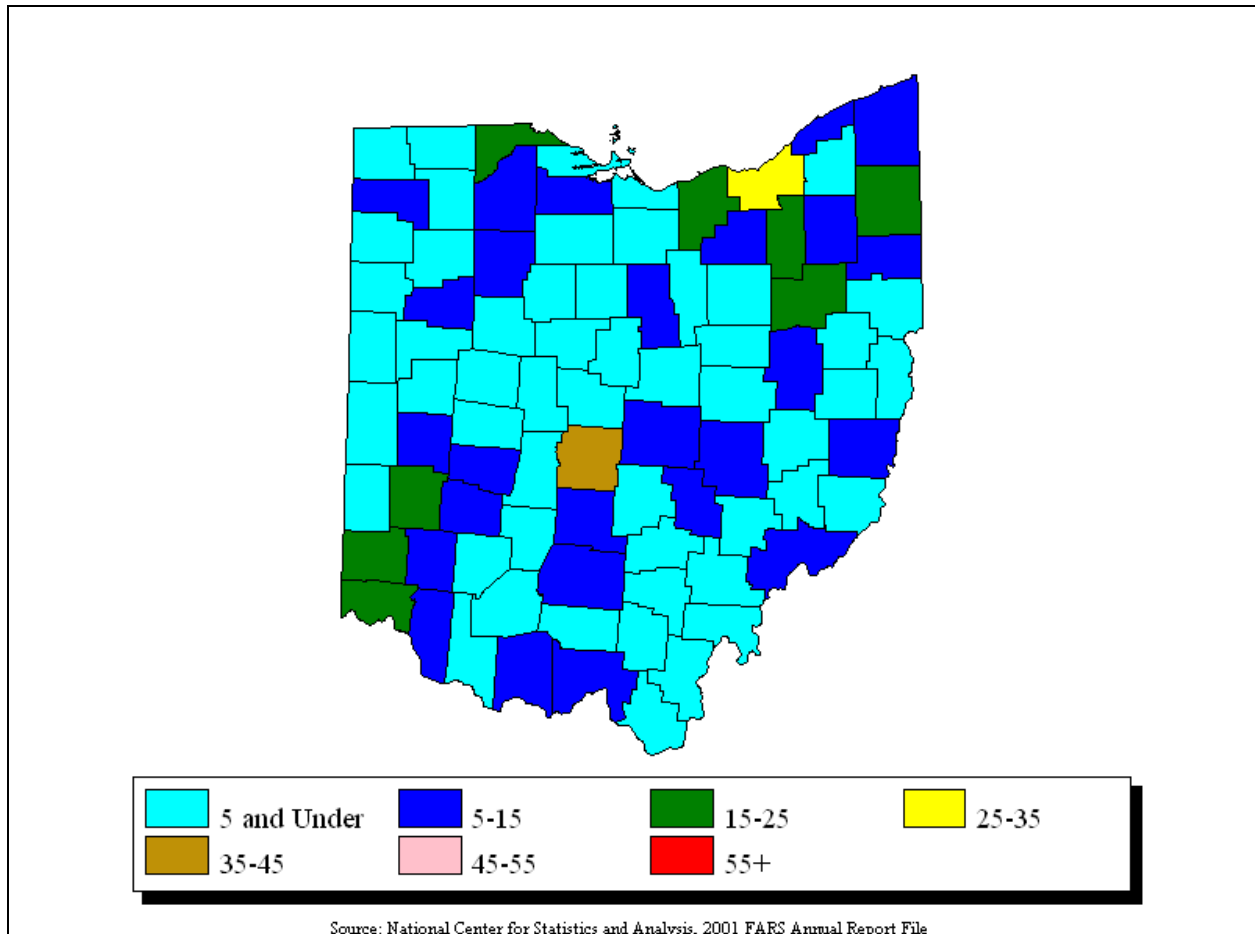 5 and Under 5-15 15-25 25-35
35-45 45-55 55+
Source: National Center for Statistics and Analysis, 2001 FARS Annual Report File